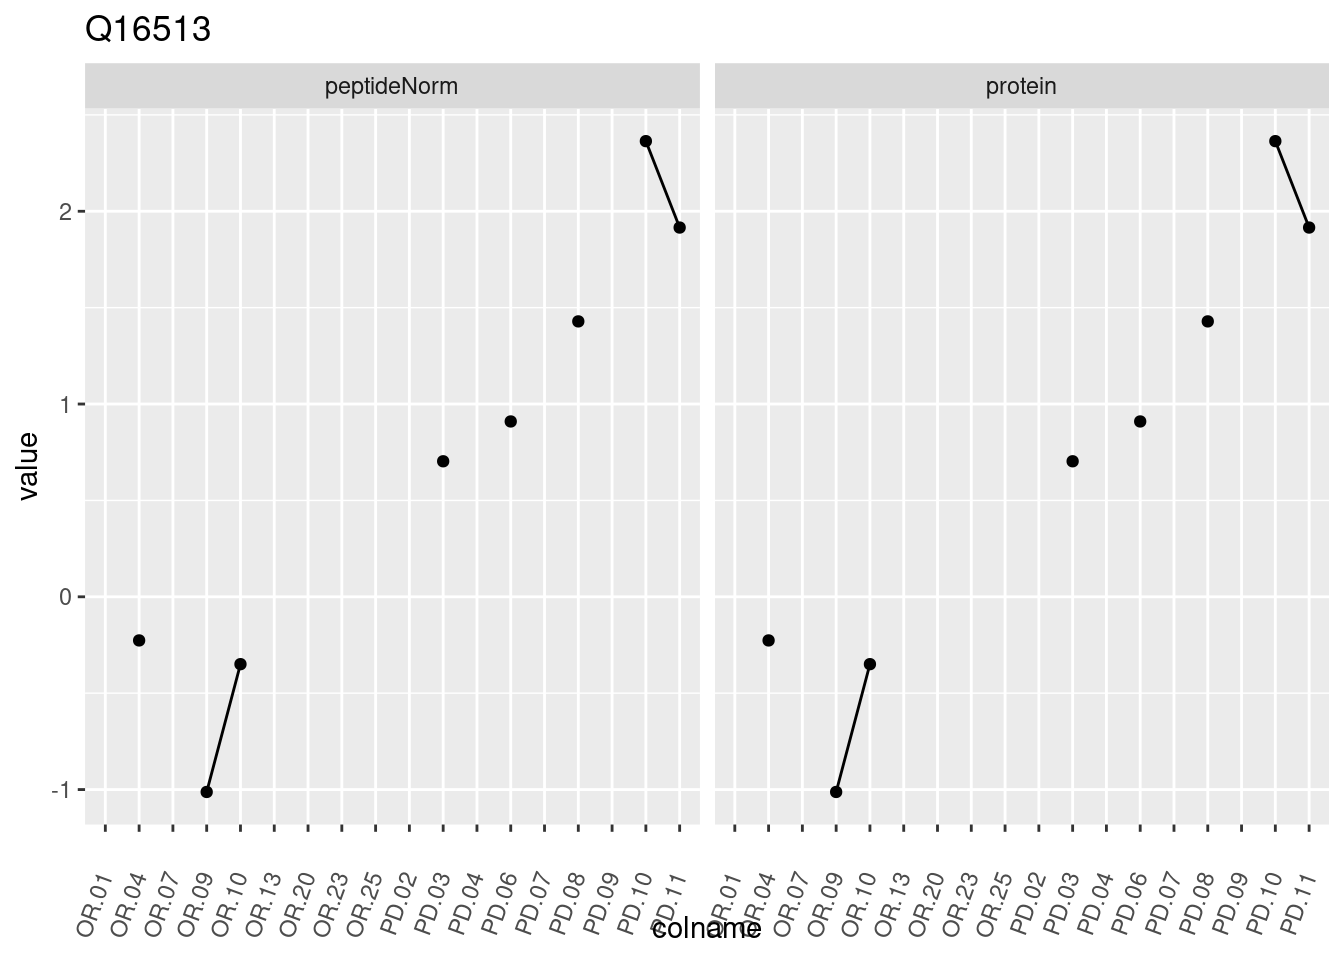 Q16513
peptideNorm protein
2
1
0
-1
value
OR.01 OR.04 OR.07 OR.09 OR.10 OR.13 OR.20 OR.23 OR.25 PD.02 PD.03 PD.04 PD.06 PD.07 PD.08 PD.09 PD.10 PD.11 OR.01 OR.04 OR.07 OR.09 OR.10 OR.13 OR.20 OR.23 OR.25 PD.02 PD.03 PD.04 PD.06 PD.07 PD.08 PD.09 PD.10 PD.11
colname